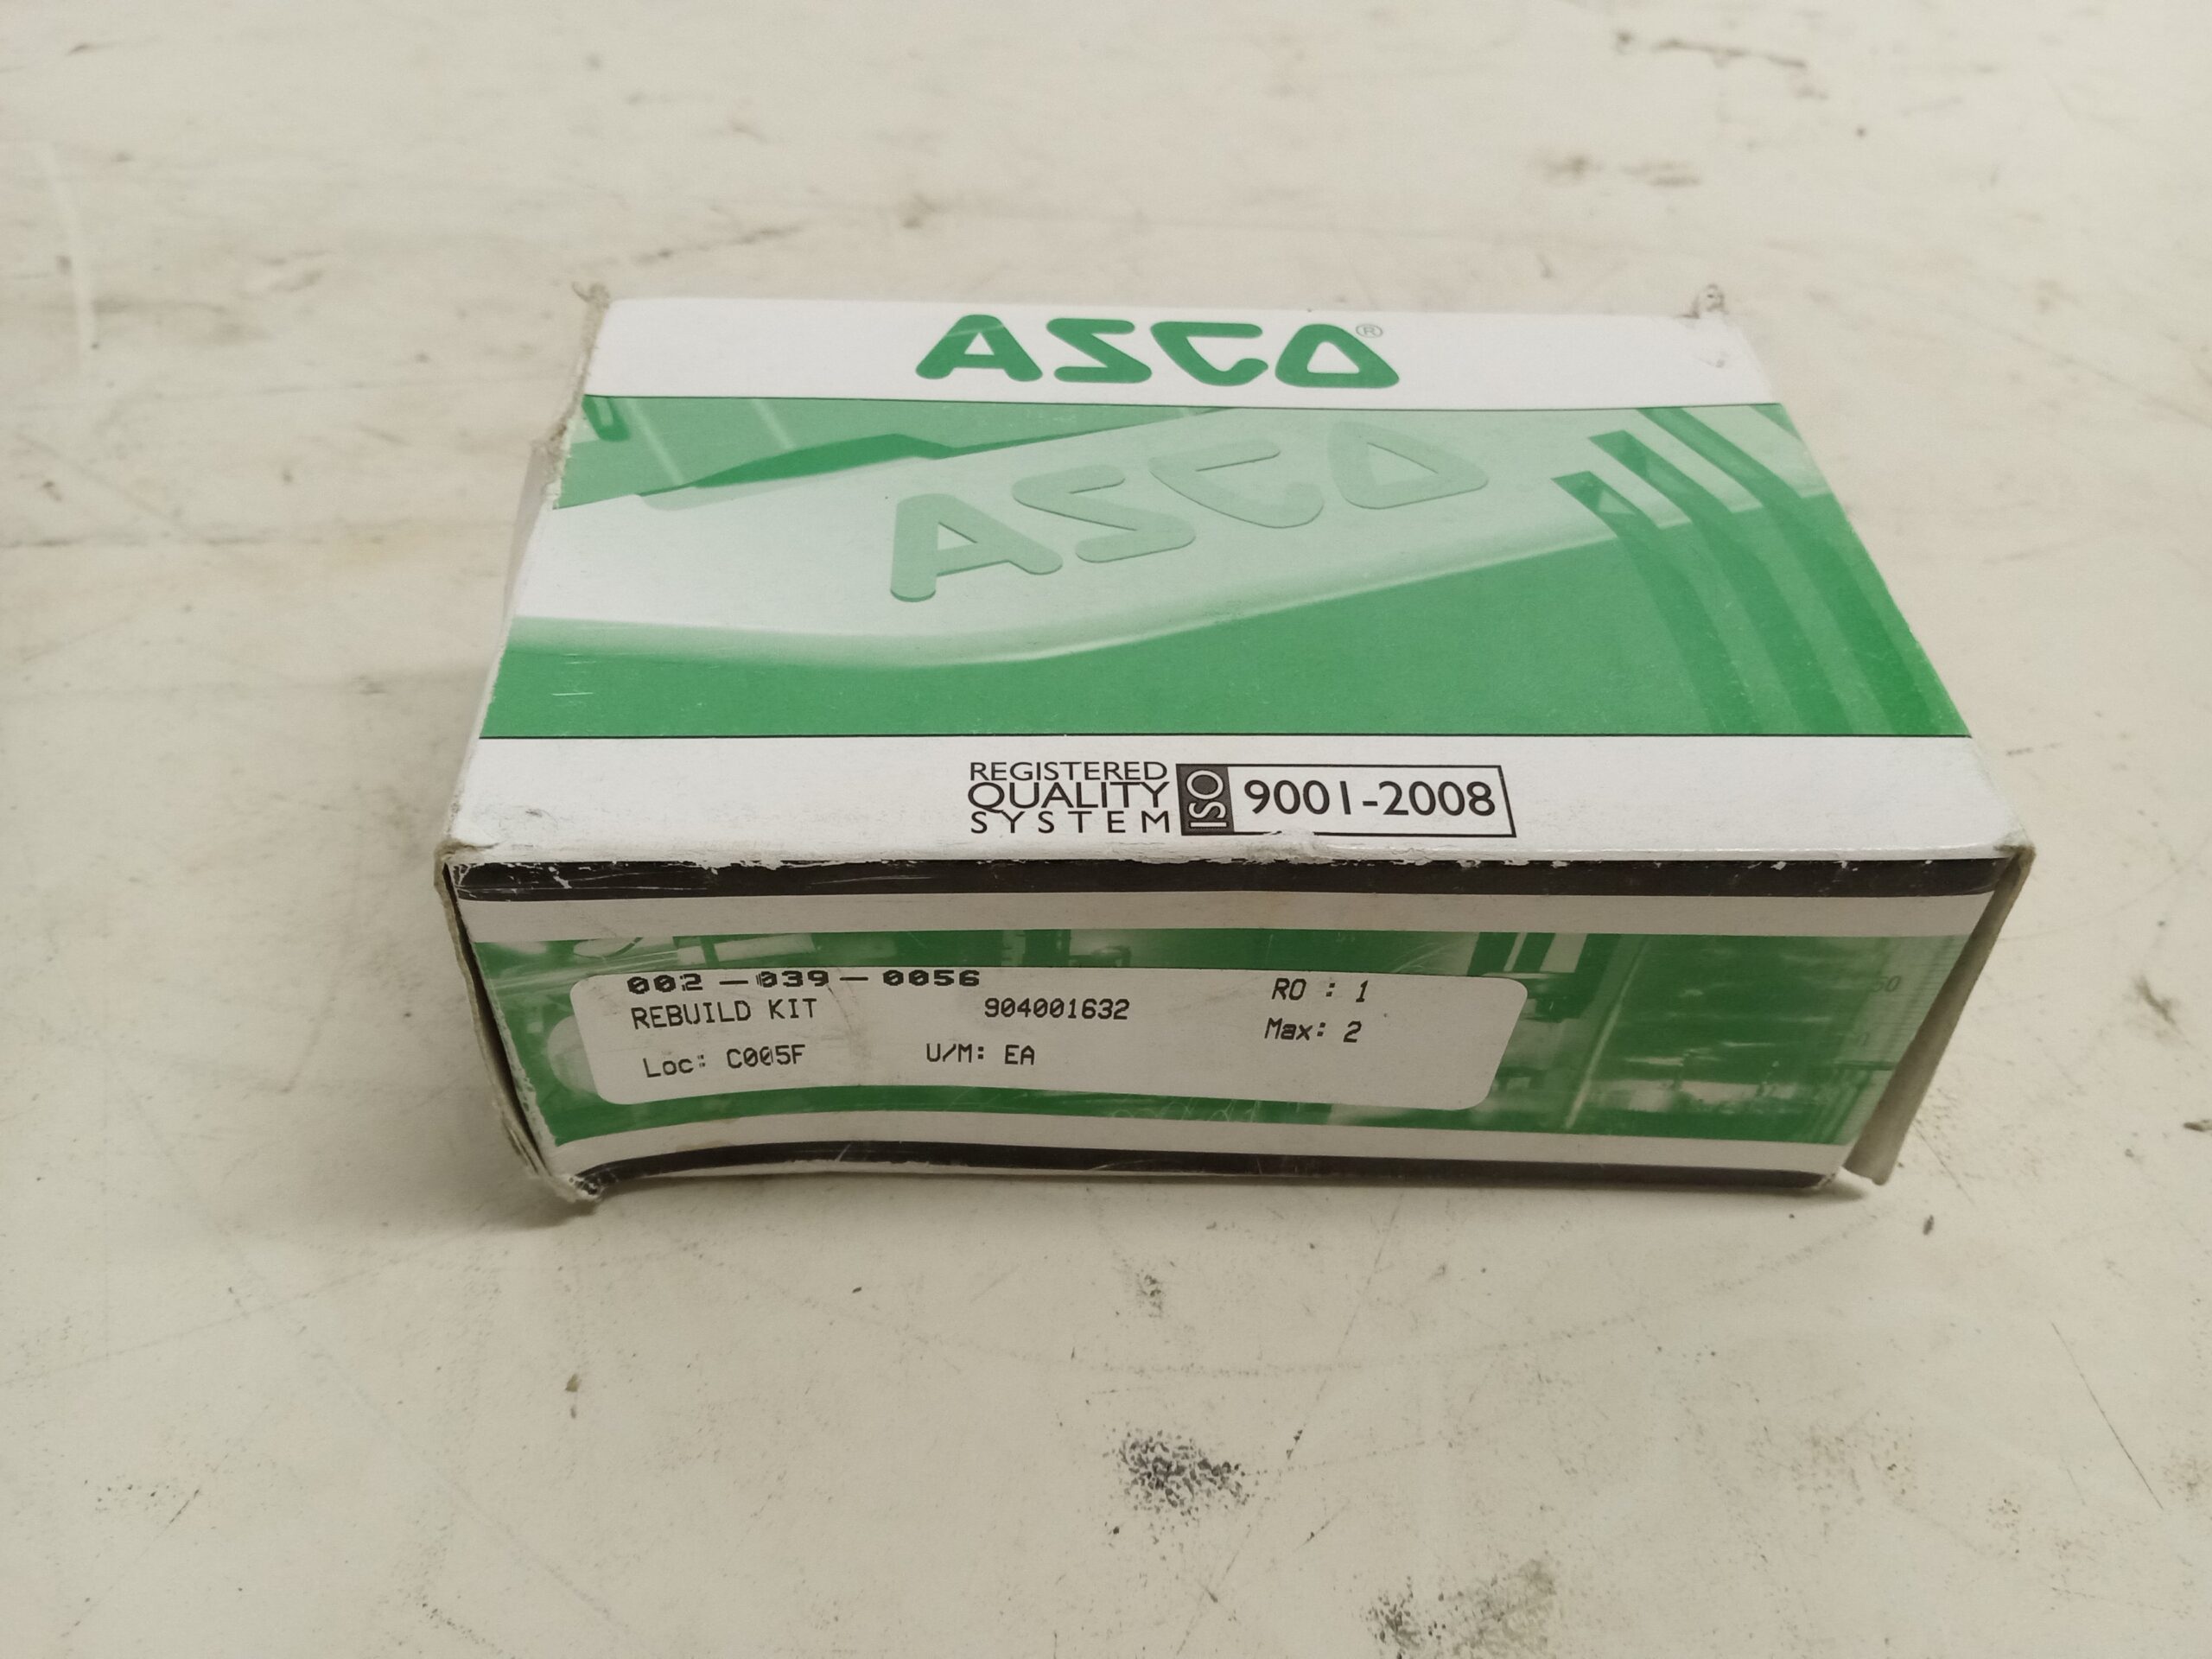 ASCO®
ASCO
REGISTERED
QUALITY
SYSTEM
ISO 9001-2008
002-039-0056
REBUILD KIT 904001632
RO : 1
Max: 2
Loc: C005F U/M: EA
50